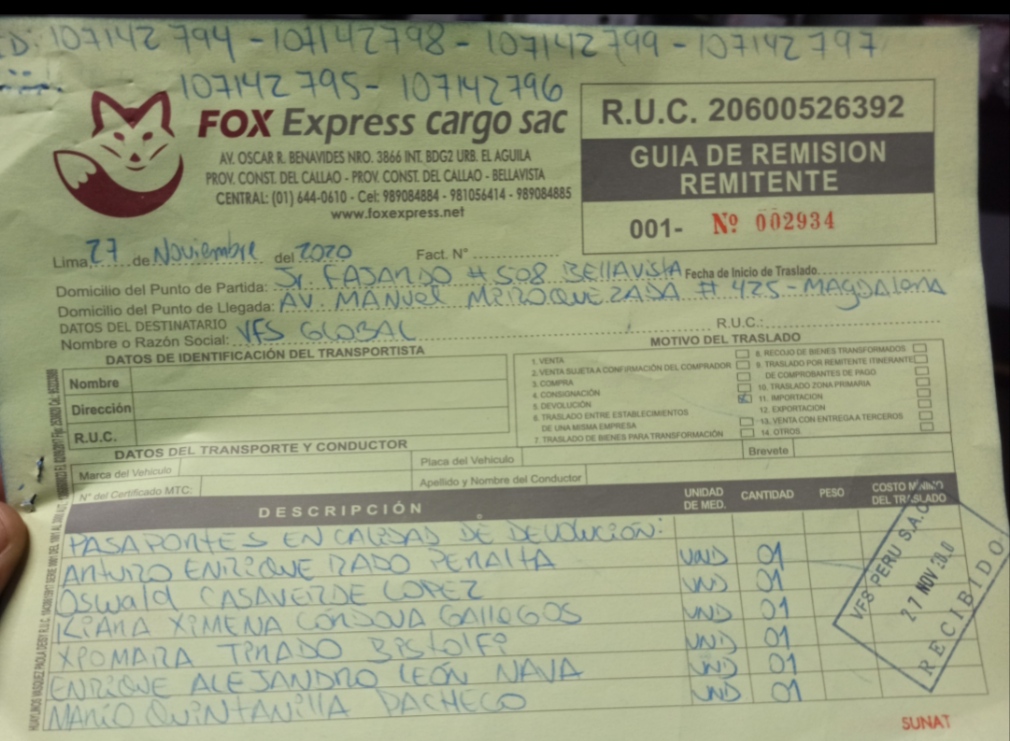 D: 107142794 - 107142798 - 107142799 - 107142797
107142795 - 107142796
FOX Express cargo sac
AV. OSCAR R. BENAVIDES NRO. 3866 INT. BDG2 URB. EL AGUILA
PROV. CONST. DEL CALLAO - PROV. CONST. DEL CALLAO - BELLAVISTA
CENTRAL: (01) 644-0610 - Cel: 989084884 - 981056414 - 989084885
www.foxexpress.net
R.U.C. 20600526392
GUIA DE REMISION
REMITENTE
001- Nº 002934
Lima, 27 de Noviembre del 2020 Fact. N°
Domicilio del Punto de Partida: Jr. FAJARDO # 508 BELLAVISTA Fecha de Inicio de Traslado
Domicilio del Punto de Llegada: AV. MANUEL # 425 - MAGDALENA
DATOS DEL DESTINATARIO
Nombre o Razón Social: VFS GLOBAL R.U.C.:
DATOS DE IDENTIFICACIÓN DEL TRANSPORTISTA
Nombre
Dirección
R.U.C.
MOTIVO DEL TRASLADO
1. VENTA
2. VENTA SUJETA A CONFIRMACIÓN DEL COMPRADOR
3. COMPRA
4. CONSIGNACIÓN
5. DEVOLUCIÓN
6. TRASLADO ENTRE ESTABLECIMIENTOS
DE UNA MISMA EMPRESA
7. TRASLADO DE BIENES PARA TRANSFORMACIÓN
8. RECOJO DE BIENES TRANSFORMADOS
9. TRASLADO POR REMITENTE ITINERANTE
DE COMPROBANTES DE PAGO
10. TRASLADO ZONA PRIMARIA
11. IMPORTACION
12. EXPORTACION
13. VENTA CON ENTREGA A TERCEROS
14. OTROS
DATOS DEL TRANSPORTE Y CONDUCTOR
Marca del Vehículo Placa del Vehículo Brevete
N° del Certificado MTC: Apellido y Nombre del Conductor
DESCRIPCIÓN UNIDAD DE MED. CANTIDAD PESO COSTO MINIMO DEL TRASLADO
PASAPORTES EN CALIDAD DE DEVOLUCIÓN:
Arturo ENRIQUE RADO PERALTA UND 01
Oswald CASAVERDE LOPEZ UND 01
XIMENA CÓRDOVA GALLEGOS UND 01
XIOMARA TIRADO UND 01
ENRIQUE ALEJANDRO LEÓN NAVA UND 01
MARIO QUINTANILLA PACHECO UND 01
VFS PERU S.A.C
27 NOV 2020
RECIBIDO
SUNAT